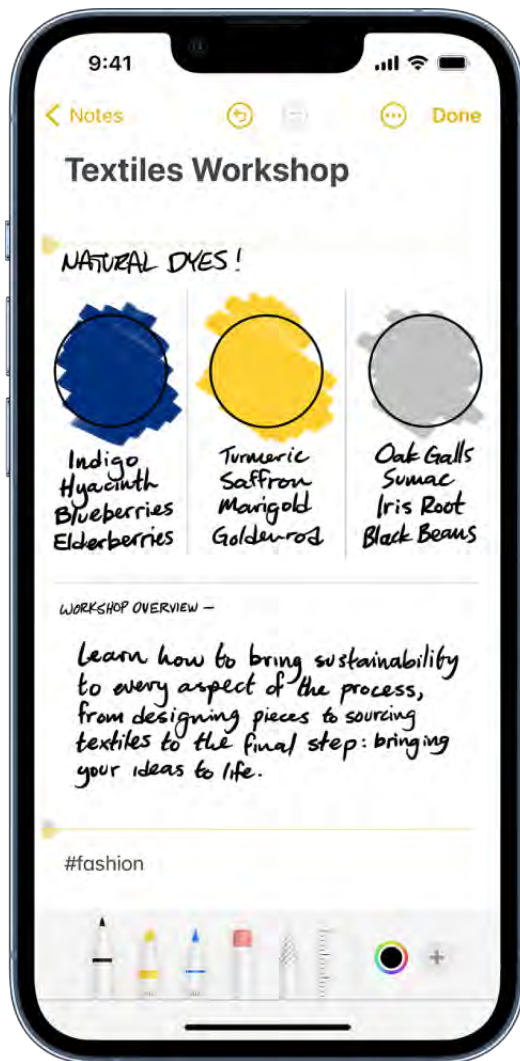 9:41
Notes
Done
Textiles Workshop
NATURAL DYES!
Indigo
Hyacinth
Blueberries
Elderberries
Turmeric
Saffron
Marigold
Goldenrod
Oak Galls
Sumac
Iris Root
Black Beans
WORKSHOP OVERVIEW –
Learn how to bring sustainability
to every aspect of the process,
from designing pieces to sourcing
textiles to the final step: bringing
your ideas to life.
#fashion